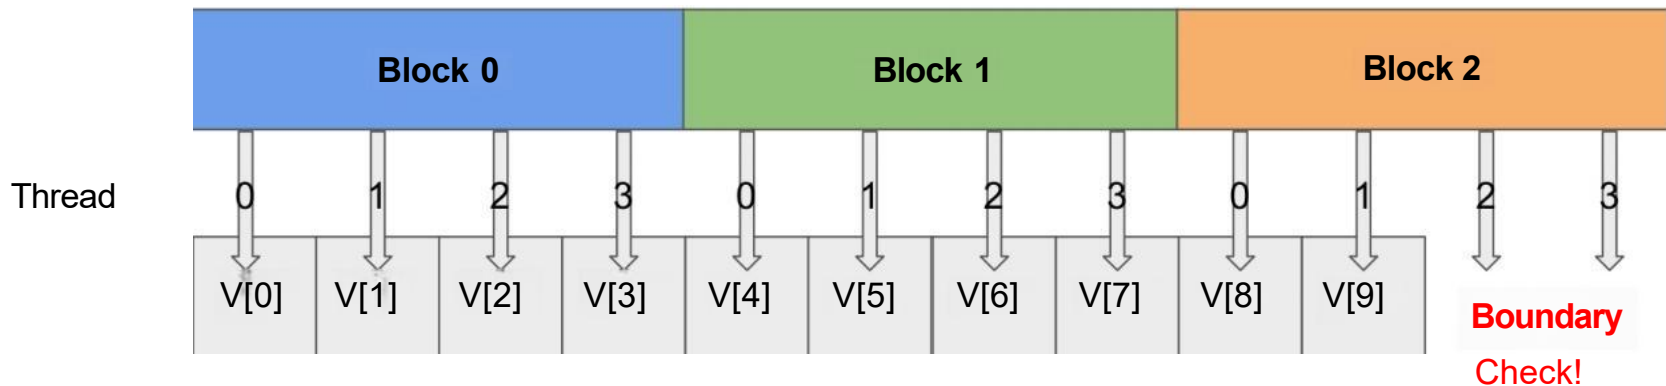 Block 0 Block 1 Block 2
Thread 0 1 2 3 0 1 2 3 0 1 2 3
V[0] V[1] V[2] V[3] V[4] V[5] V[6] V[7] V[8] V[9]
Boundary
Check!